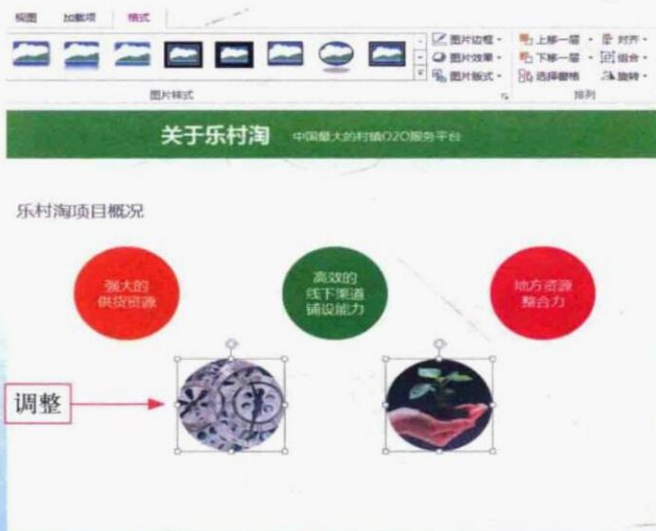 视图 加载项 格式
图片边框 上移一层 对齐
图片效果 下移一层 组合
图片版式 选择窗格 旋转
图片样式 排列
关于乐村淘 中国最大的村镇O2O服务平台
乐村淘项目概况
强大的
供货资源
高效的
线下渠道
铺设能力
地方资源
整合力
调整